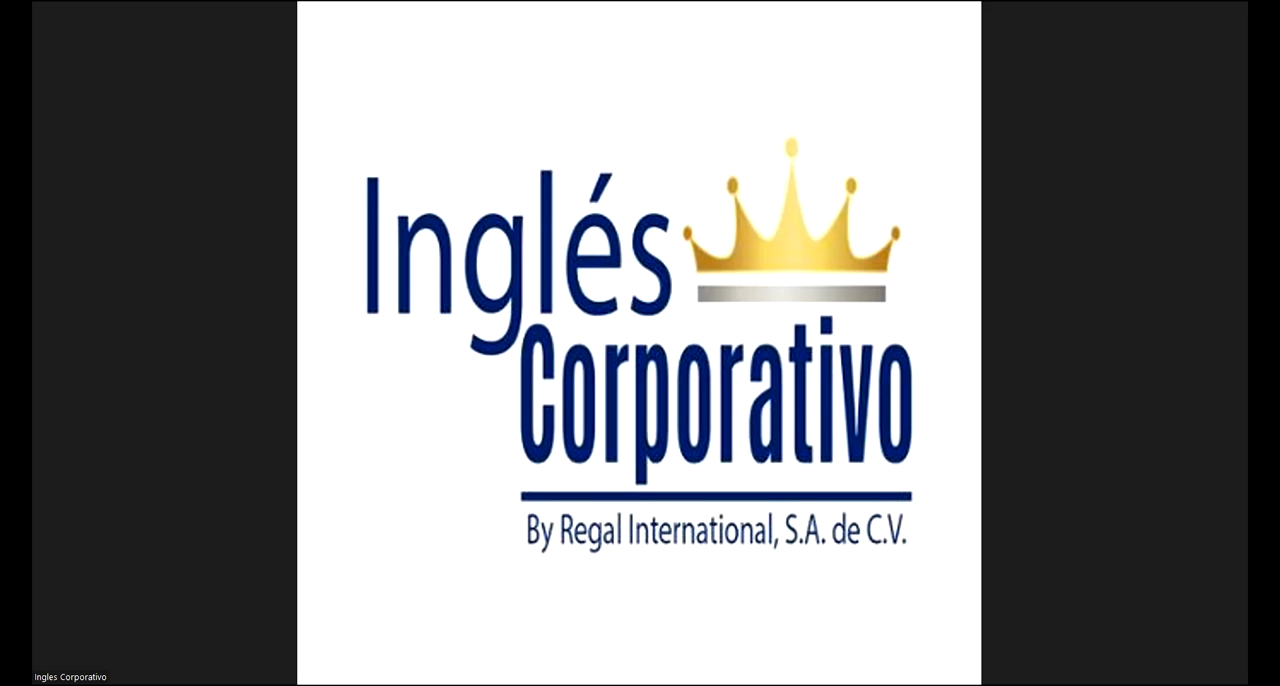 Inglés
Corporativo
By Regal International, S.A. de C.V.
Ingles Corporativo